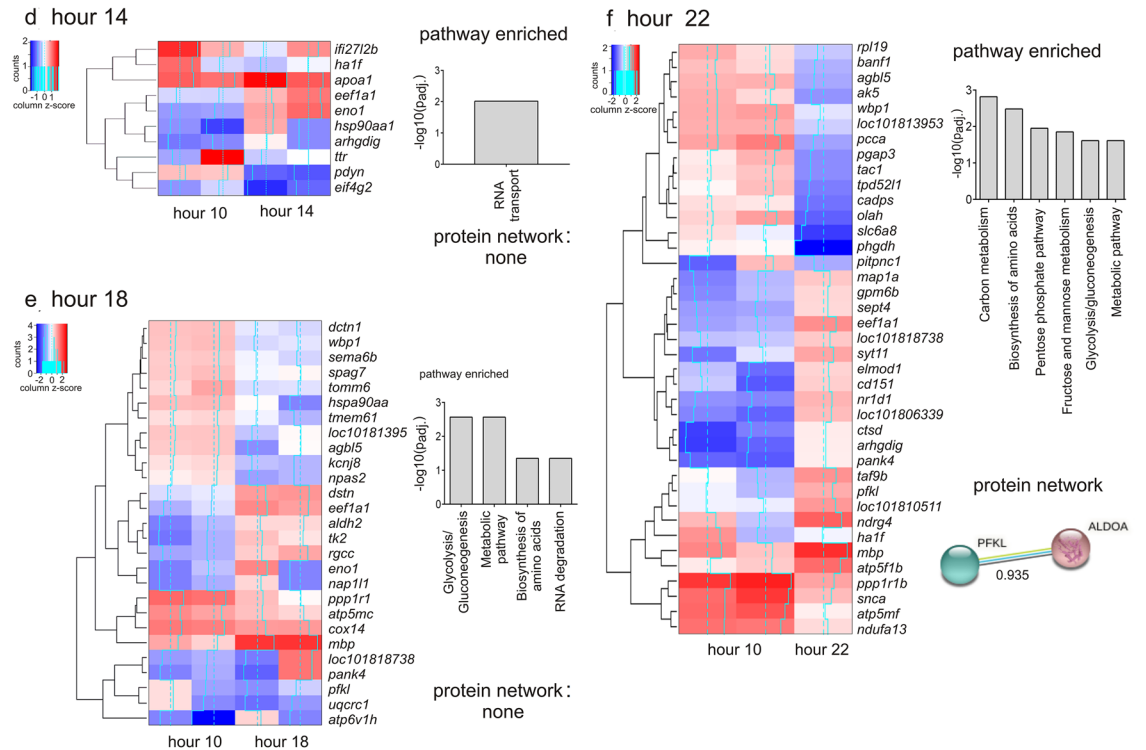 d hour 14
2
1
0
counts
-1 0 1
column z-score
ifi27l2b
ha1f
apoa1
eef1a1
eno1
hsp90aa1
arhgdig
ttr
pdyn
eif4g2
hour 10
hour 14
pathway enriched
3
2
1
0
-log10(padj.)
RNA
transport
protein network:
none
e hour 18
4
3
2
1
0
counts
-2 0 2
column z-score
dctn1
wbp1
sema6b
spag7
tomm6
hspa90aa
tmem61
loc10181395
agbl5
kcnj8
npas2
dstn
eef1a1
aldh2
tk2
rgcc
eno1
nap1l1
ppp1r1
atp5mc
cox14
mbp
loc101818738
pank4
pfkl
uqcrc1
atp6v1h
hour 10
hour 18
pathway enriched
3
2
1
0
-log10(padj.)
Glycolysis/
Gluconeogenesis
Metabolic
pathway
Biosynthesis of
amino acids
RNA degradation
protein network:
none
f hour 22
2
1
0
counts
-2 0 2
column z-score
rpl19
banf1
agbl5
ak5
wbp1
loc101813953
pcca
pgap3
tac1
tpd52l1
cadps
olah
slc6a8
phgdh
pitpnc1
map1a
gpm6b
sept4
eef1a1
loc101818738
syt11
elmod1
cd151
nr1d1
loc101806339
ctsd
arhgdig
pank4
taf9b
pfkl
loc101810511
ndrg4
ha1f
mbp
atp5f1b
ppp1r1b
snca
atp5mf
ndufa13
hour 10
hour 22
pathway enriched
3
2
1
0
-log10(padj.)
Carbon metabolism
Biosynthesis of amino acids
Pentose phosphate pathway
Fructose and mannose metabolism
Glycolysis/gluconeogenesis
Metabolic pathway
protein network
PFKL
ALDOA
0.935